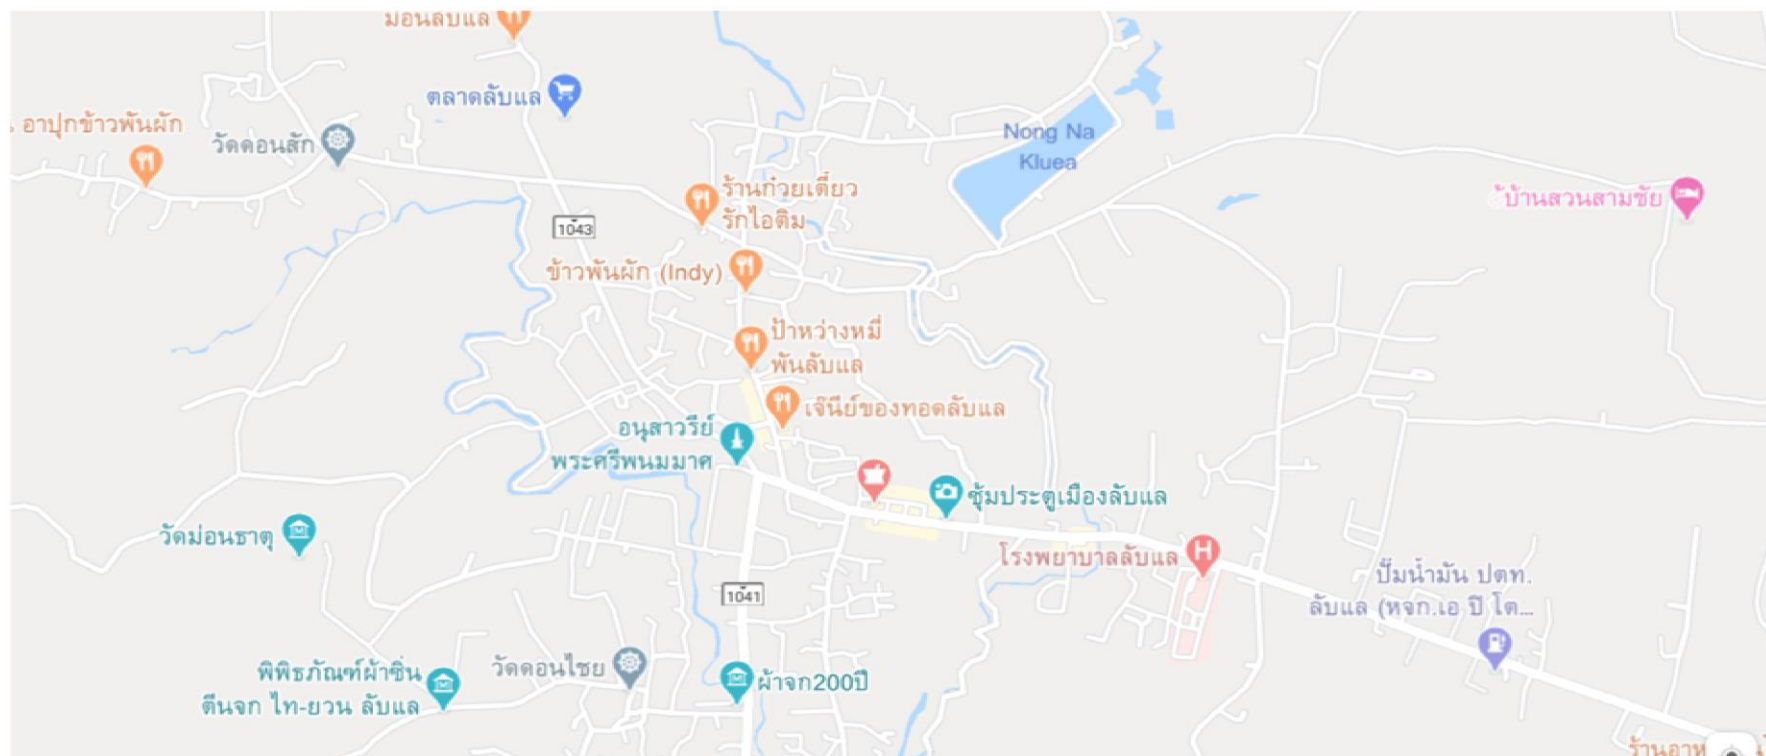 ม่อนลับแล
ตลาดลับแล
อาปุกข้าวพันผัก
วัดดอนสัก
Nong Na
Kluea
ร้านก๋วยเตี๋ยว
รักไอติม
บ้านสวนสามชัย
1043
ข้าวพันผัก (Indy)
ป้าหว่างหมี่
พันลับแล
เจ๊นีย์ของทอดลับแล
อนุสาวรีย์
พระศรีพนมมาศ
ซุ้มประตูเมืองลับแล
วัดม่อนธาตุ
โรงพยาบาลลับแล
ปั๊มน้ำมัน ปตท.
ลับแล (หจก.เอ ปิ โต...
1041
พิพิธภัณฑ์ผ้าซิ่น
ตีนจก ไท-ยวน ลับแล
วัดดอนไชย
ผ้าจก200ปี